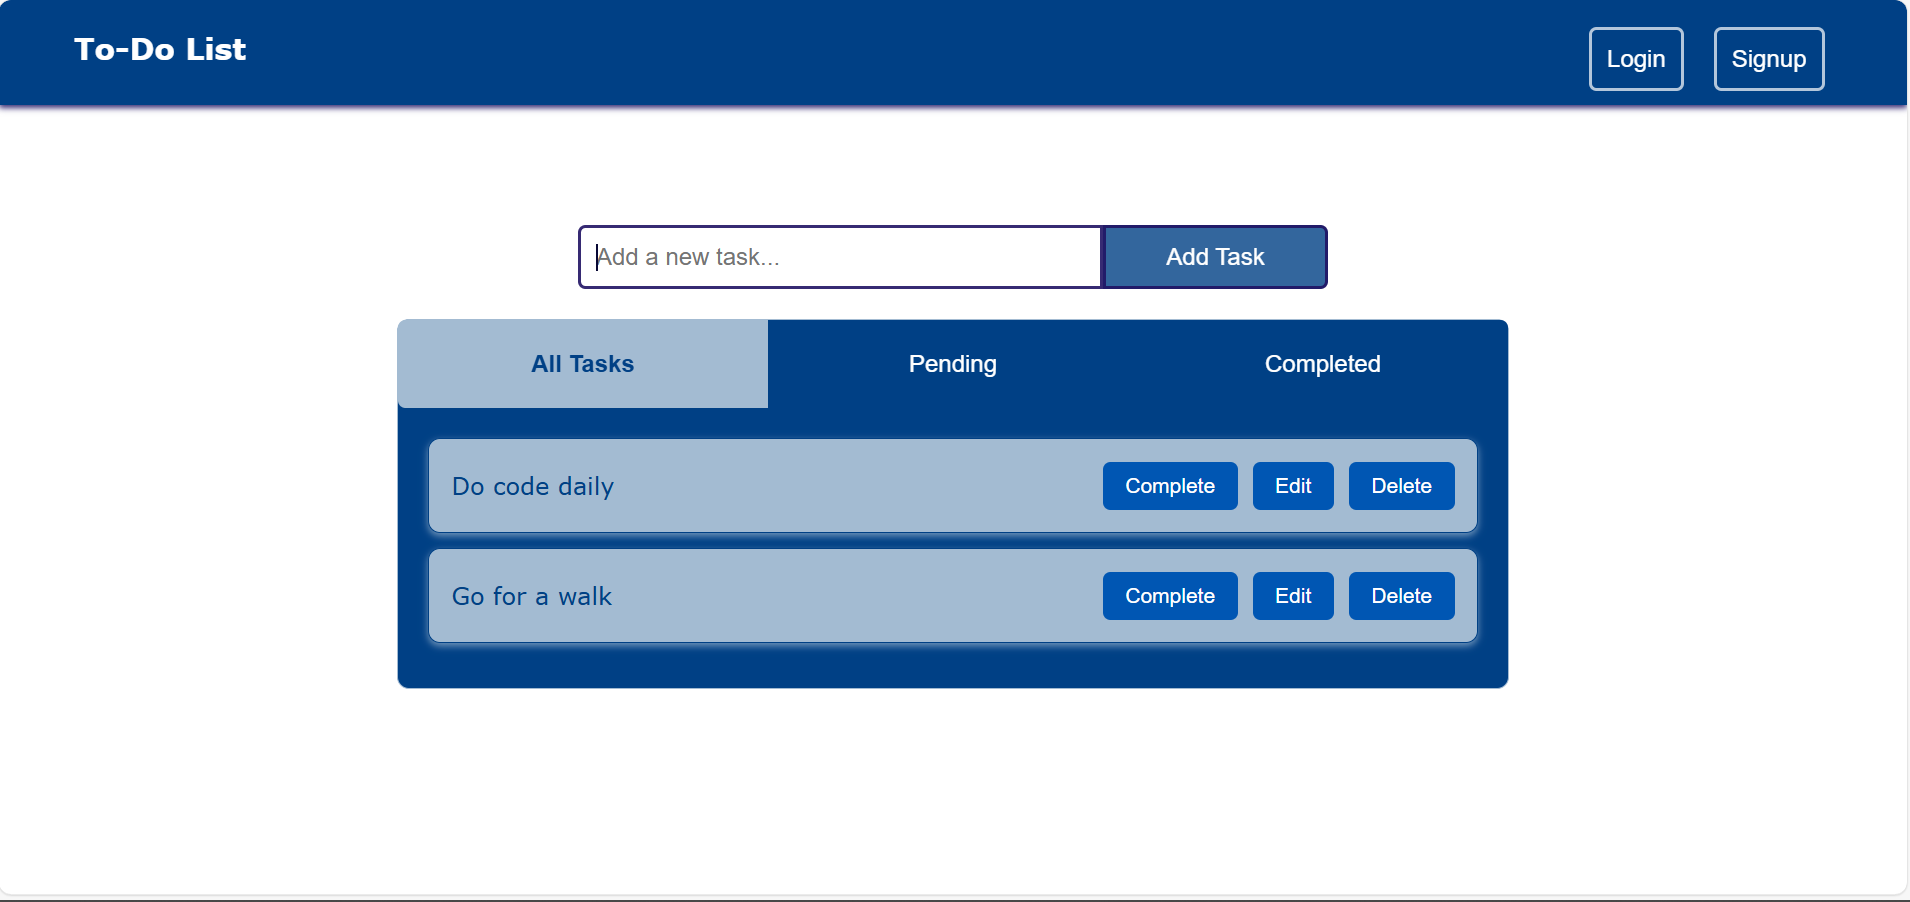 To-Do List
Login Signup
Add a new task... Add Task
All Tasks Pending Completed
Do code daily Complete Edit Delete
Go for a walk Complete Edit Delete